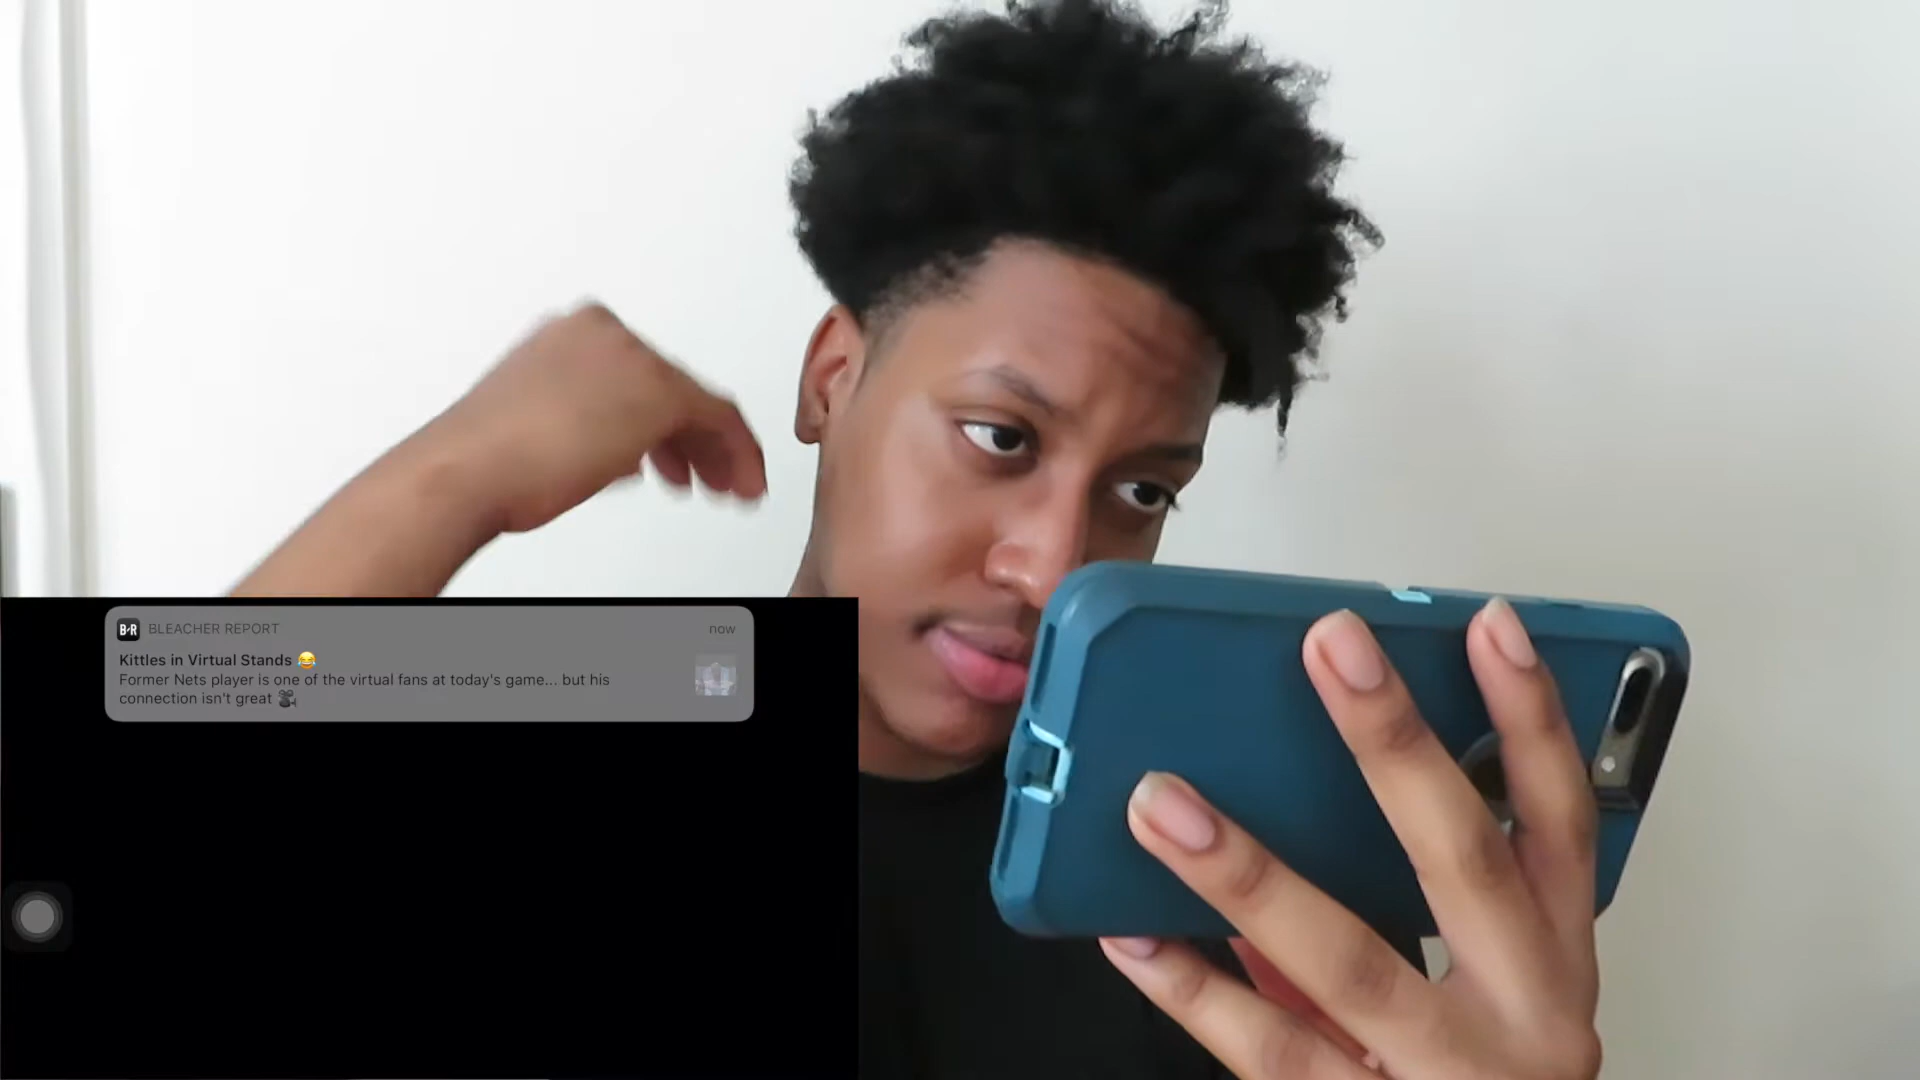 B/R BLEACHER REPORT now
Kittles in Virtual Stands 😂
Former Nets player is one of the virtual fans at today's game... but his
connection isn't great 🎥